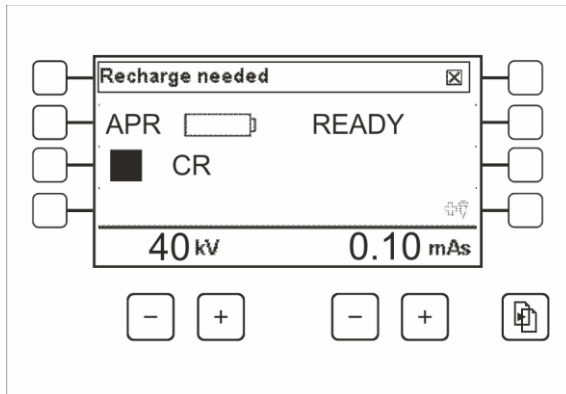 Recharge needed
APR READY
CR
40 kV 0.10 mAs
- + - +